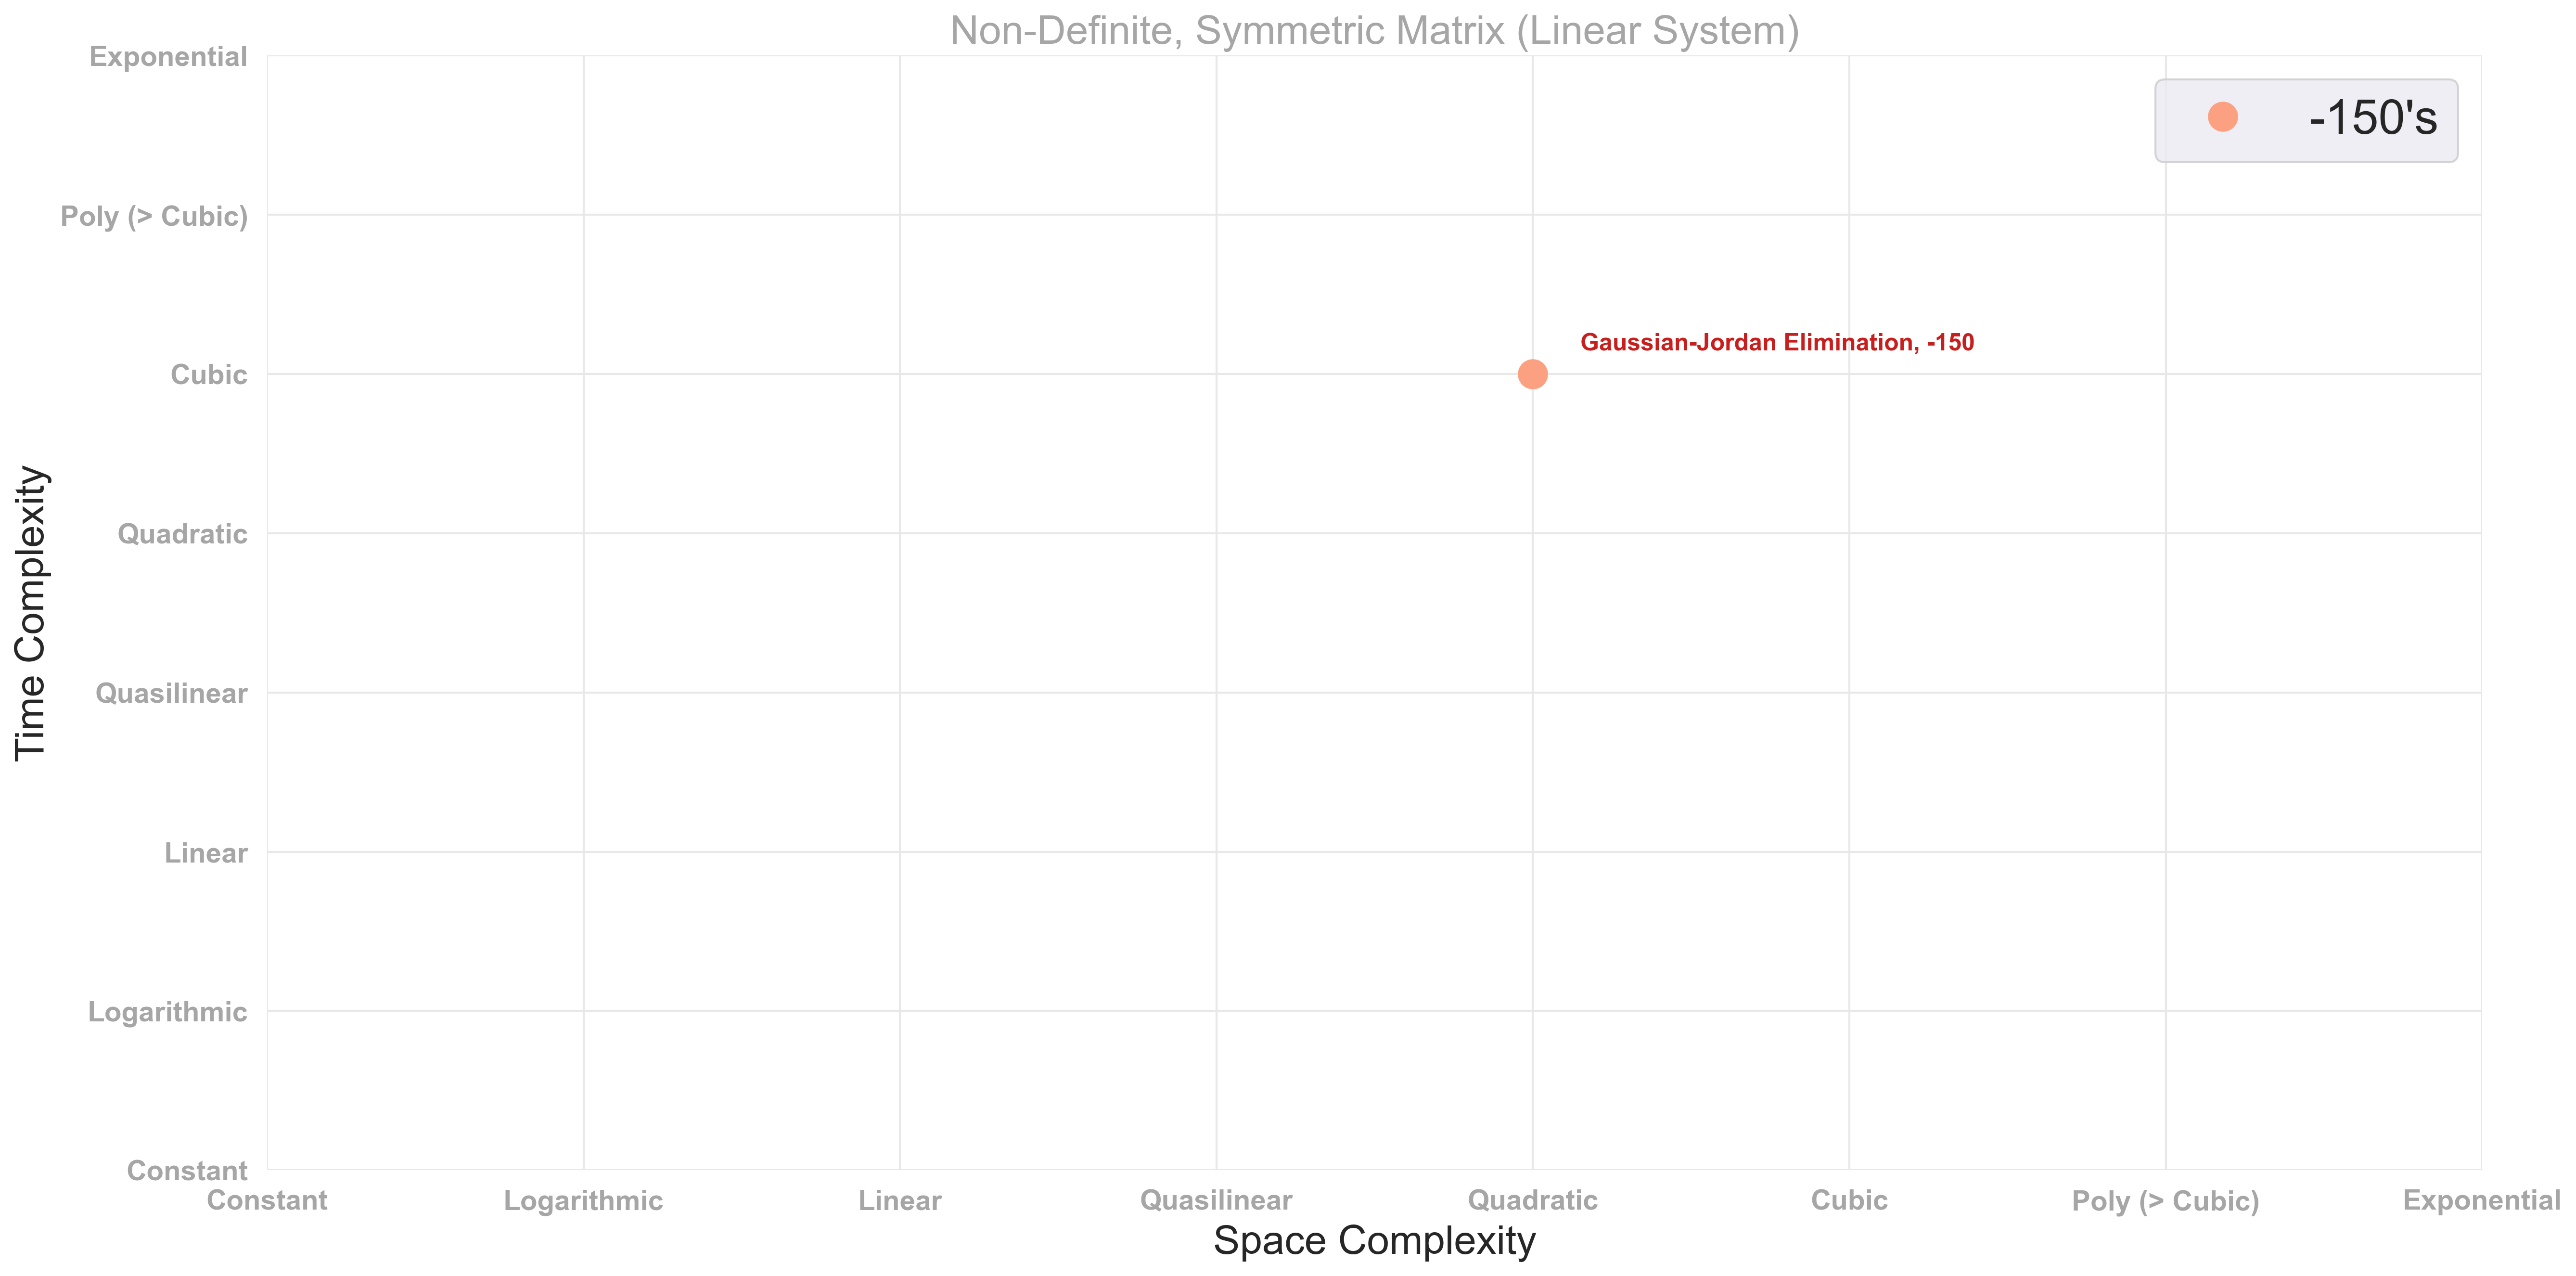 Non-Definite, Symmetric Matrix (Linear System)
Exponential
-150's
Poly (> Cubic)
Gaussian-Jordan Elimination, -150
Cubic
Quadratic
Time Complexity
Quasilinear
Linear
Logarithmic
Constant
Constant
Logarithmic
Linear
Quasilinear
Quadratic
Cubic
Poly (> Cubic)
Exponential
Space Complexity